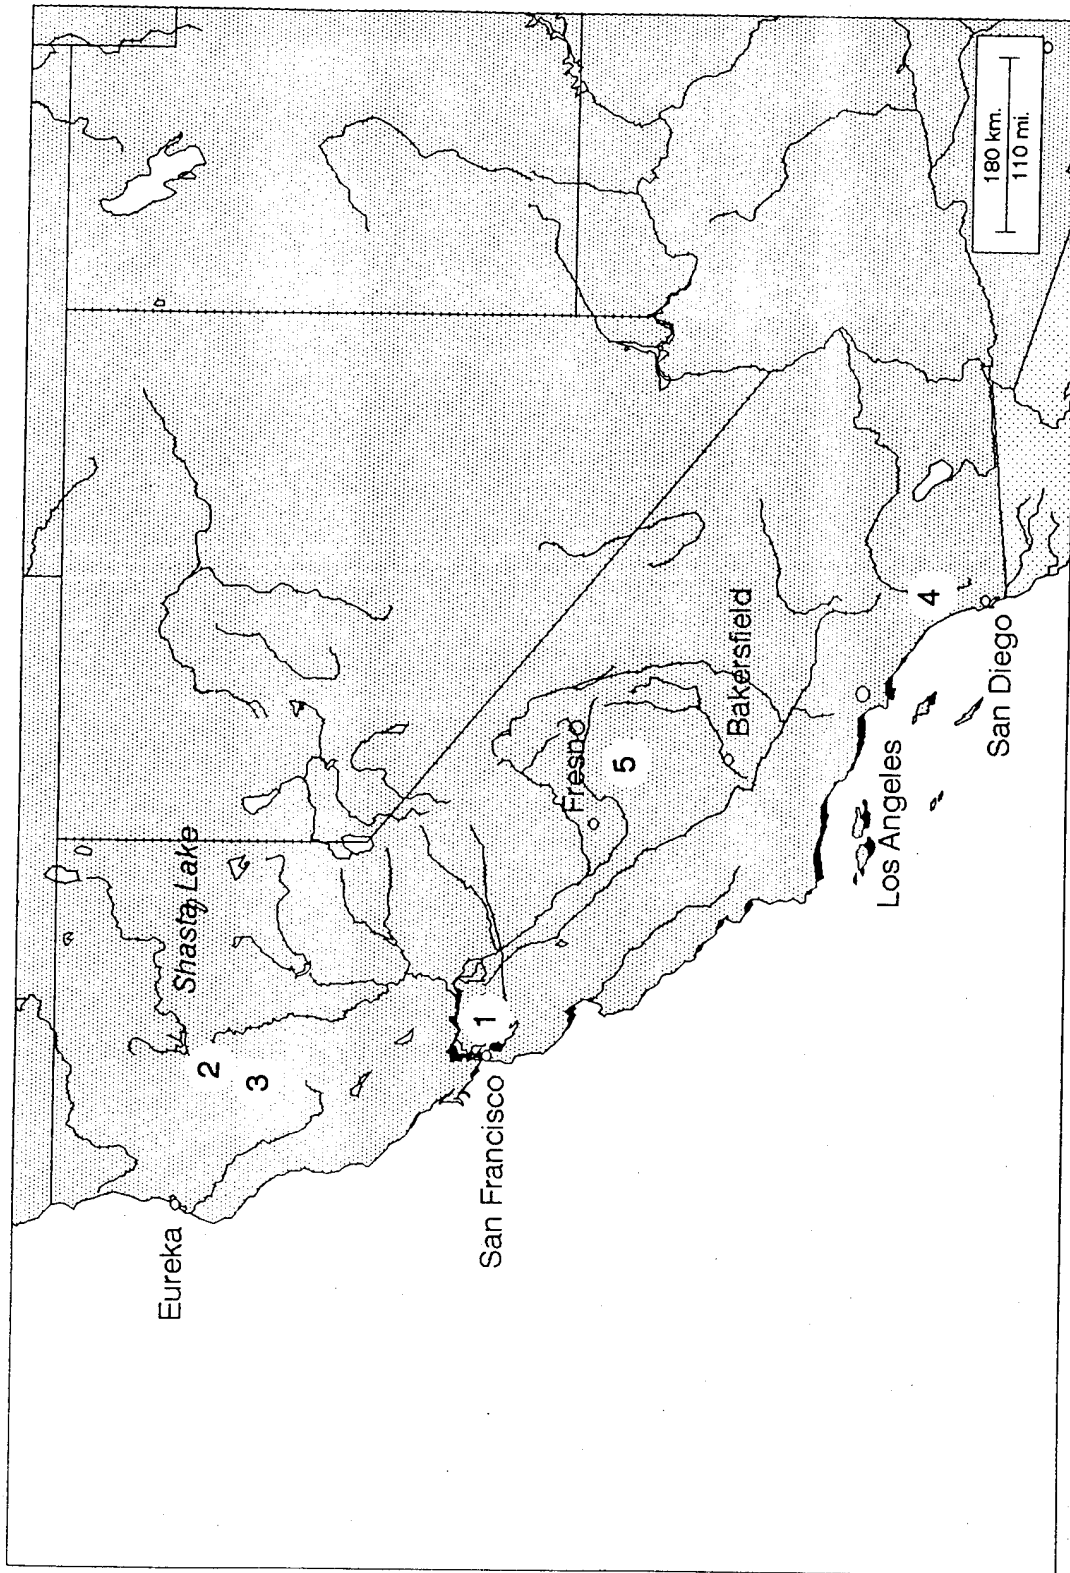 Eureka
Shasta Lake
2
3
San Francisco
1
Fresno
5
Bakersfield
Los Angeles
4
San Diego
180 km.
110 mi.